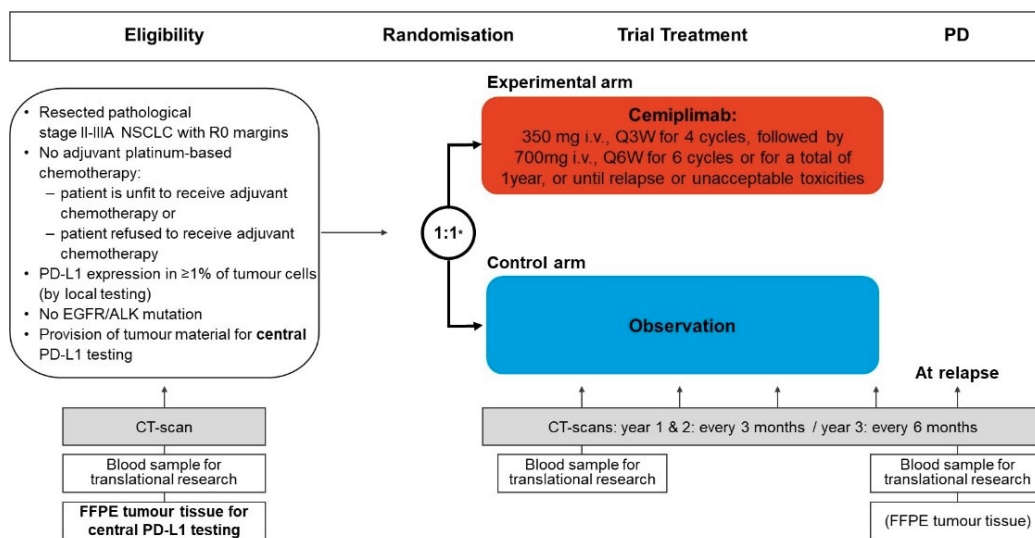 Eligibility
Randomisation
Trial Treatment
PD
• Resected pathological
stage II-IIIA NSCLC with R0 margins
• No adjuvant platinum-based
chemotherapy:
– patient is unfit to receive adjuvant
chemotherapy or
– patient refused to receive adjuvant
chemotherapy
• PD-L1 expression in ≥1% of tumour cells
(by local testing)
• No EGFR/ALK mutation
• Provision of tumour material for central
PD-L1 testing
1:1*
Experimental arm
Cemiplimab:
350 mg i.v., Q3W for 4 cycles, followed by
700mg i.v., Q6W for 6 cycles or for a total of
1year, or until relapse or unacceptable toxicities
Control arm
Observation
At relapse
CT-scan
Blood sample for
translational research
FFPE tumour tissue for
central PD-L1 testing
CT-scans: year 1 & 2: every 3 months / year 3: every 6 months
Blood sample for
translational research
Blood sample for
translational research
(FFPE tumour tissue)